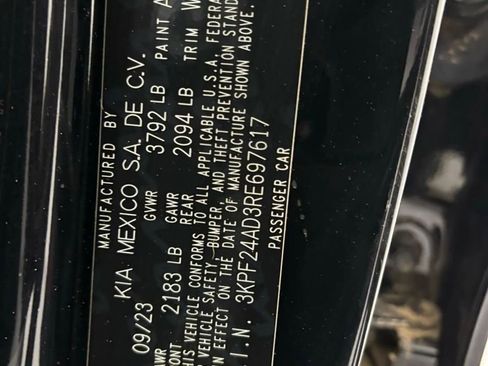 MANUFACTURED BY
KIA MEXICO S.A. DE C.V.
09/23 GVWR 3792 LB PAINT A
GAWR
2183 LB REAR 2094 LB TRIM W
THIS VEHICLE CONFORMS TO ALL APPLICABLE U.S.A. FEDERA
VEHICLE SAFETY, BUMPER, AND THEFT PREVENTION STAND
IN EFFECT ON THE DATE OF MANUFACTURE SHOWN ABOVE.
I.N. 3KPF24AD3RE697617
PASSENGER CAR